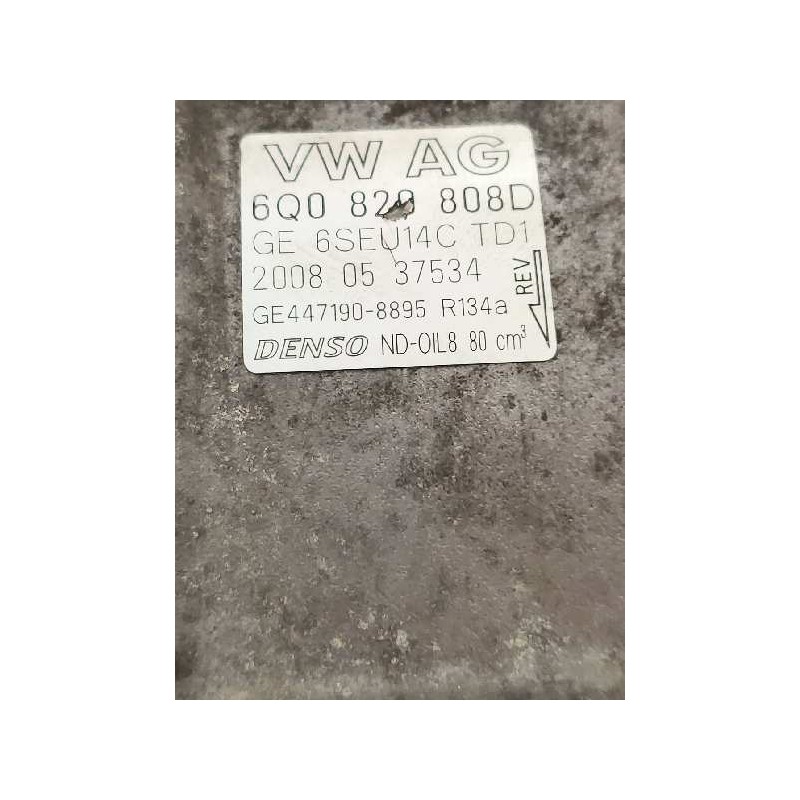 VW AG
6Q0 820 808D
GE 6SEU14C TD1
2008 05 37534
GE447190-8895 R134a
DENSO ND-OIL8 80 cm³
REV